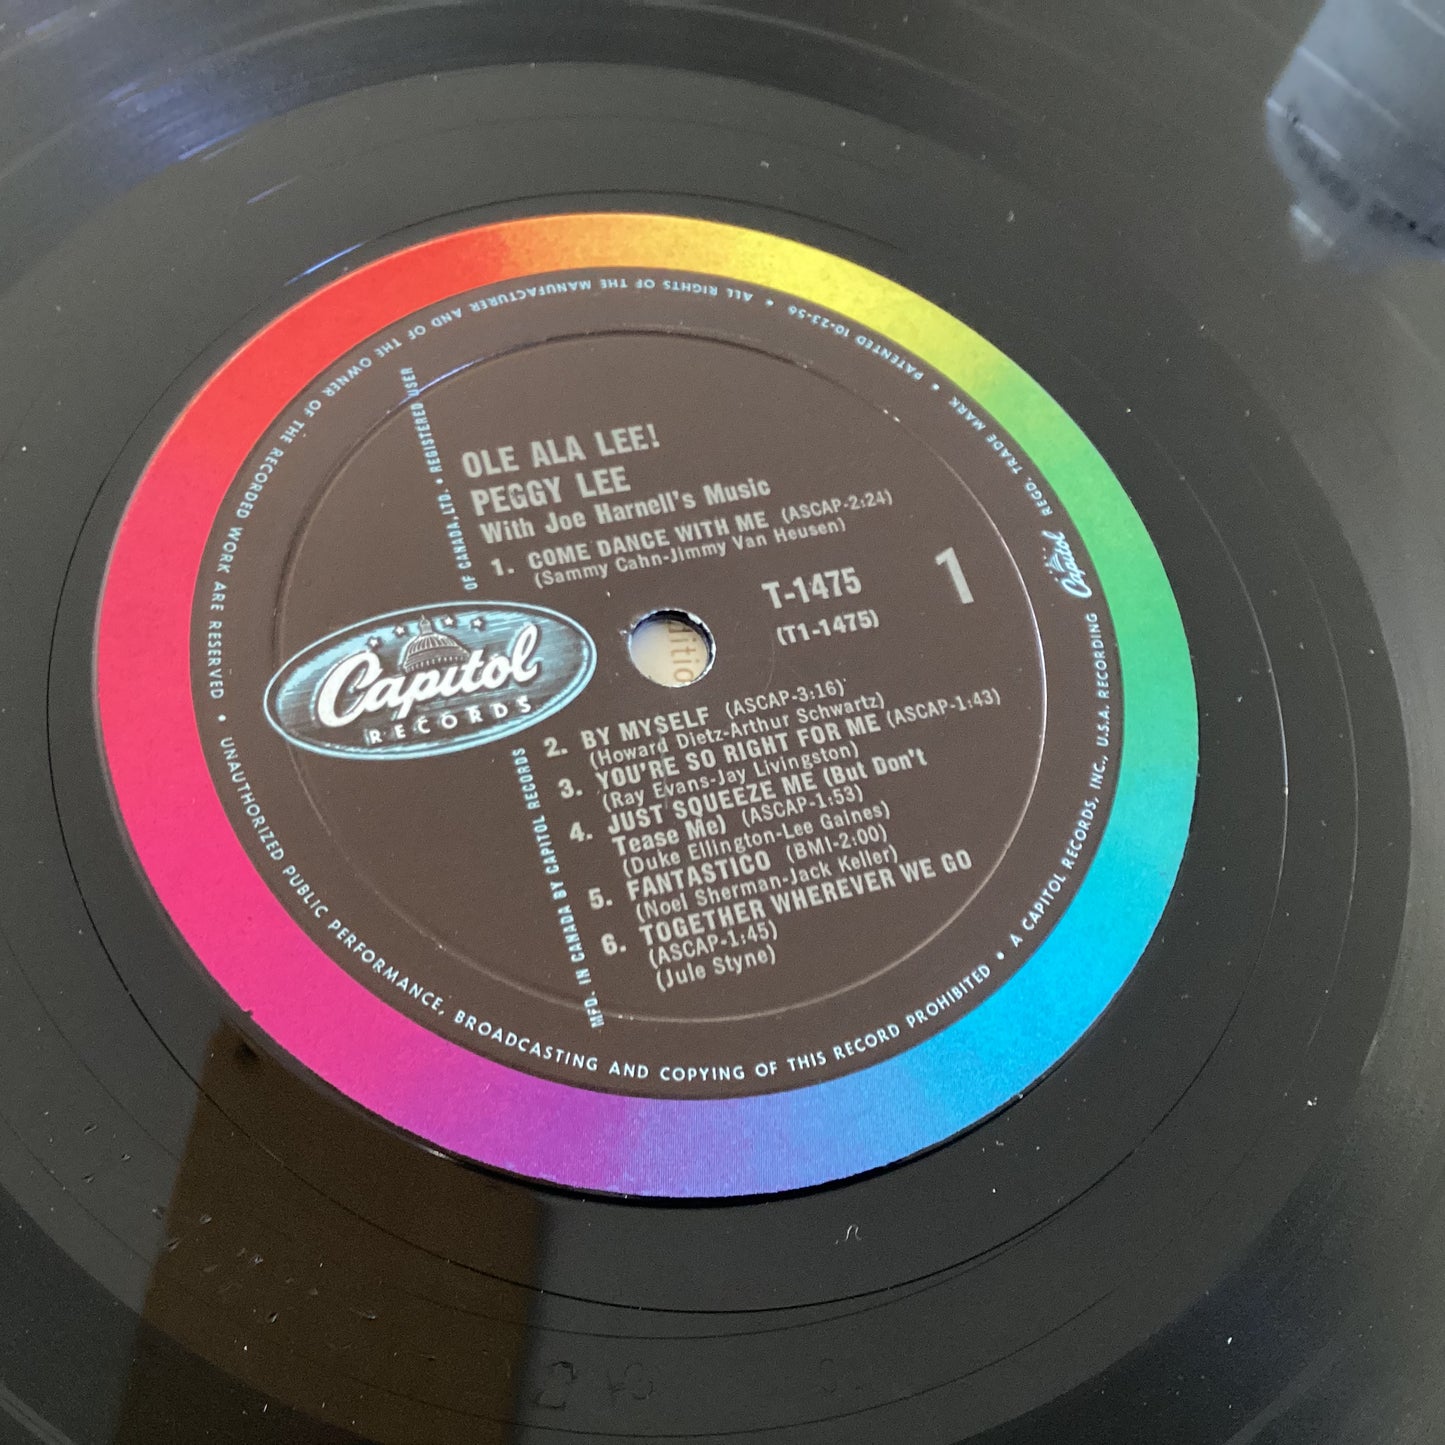 OLE ALA LEE!
PEGGY LEE
With Joe Harnell's Music
1. COME DANCE WITH ME (ASCAP-2:24)
(Sammy Cahn-Jimmy Van Heusen)
T-1475
(T1-1475)
1
Capitol
RECORDS
2. BY MYSELF (ASCAP-3:16)
(Howard Dietz-Arthur Schwartz)
3. YOU'RE SO RIGHT FOR ME (ASCAP-1:43)
(Ray Evans-Jay Livingston)
4. JUST SQUEEZE ME (But Don't
Tease Me) (ASCAP-1:53)
(Duke Ellington-Lee Gaines)
5. FANTASTICO (BMI-2:00)
(Noel Sherman-Jack Keller)
6. TOGETHER WHEREVER WE GO
(ASCAP-1:45)
(Jule Styne)
MFD. IN CANADA BY CAPITOL RECORDS
OF CANADA, LTD. • REGISTERED USER
Capitol REGD. TRADE MARK • PATENTED 10-23-56 • ALL RIGHTS OF THE MANUFACTURER AND OF THE OWNER OF THE RECORDED WORK ARE RESERVED • UNAUTHORIZED PUBLIC PERFORMANCE, BROADCASTING AND COPYING OF THIS RECORD PROHIBITED • A CAPITOL RECORDS, INC., U.S.A. RECORDING